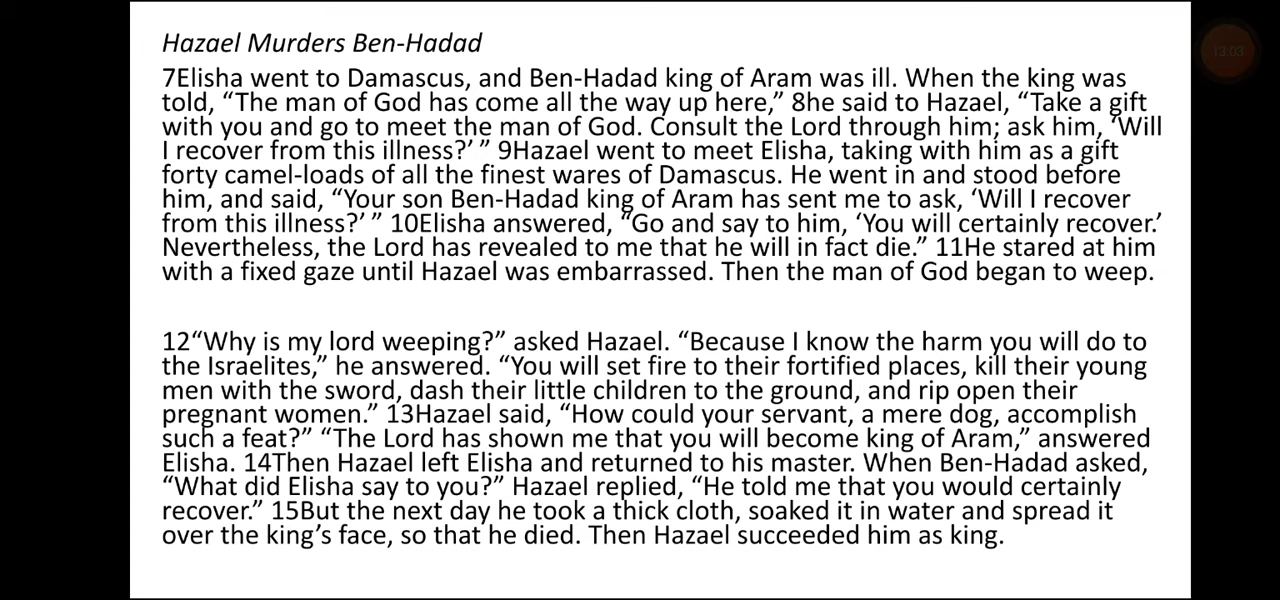 Hazael Murders Ben-Hadad
7Elisha went to Damascus, and Ben-Hadad king of Aram was ill. When the king was
told, “The man of God has come all the way up here,” 8he said to Hazael, “Take a gift
with you and go to meet the man of God. Consult the Lord through him; ask him, ‘Will
I recover from this illness?’ ” 9Hazael went to meet Elisha, taking with him as a gift
forty camel-loads of all the finest wares of Damascus. He went in and stood before
him, and said, “Your son Ben-Hadad king of Aram has sent me to ask, ‘Will I recover
from this illness?’ ” 10Elisha answered, “Go and say to him, ‘You will certainly recover.’
Nevertheless, the Lord has revealed to me that he will in fact die.” 11He stared at him
with a fixed gaze until Hazael was embarrassed. Then the man of God began to weep.
12“Why is my lord weeping?” asked Hazael. “Because I know the harm you will do to
the Israelites,” he answered. “You will set fire to their fortified places, kill their young
men with the sword, dash their little children to the ground, and rip open their
pregnant women.” 13Hazael said, “How could your servant, a mere dog, accomplish
such a feat?” “The Lord has shown me that you will become king of Aram,” answered
Elisha. 14Then Hazael left Elisha and returned to his master. When Ben-Hadad asked,
“What did Elisha say to you?” Hazael replied, “He told me that you would certainly
recover.” 15But the next day he took a thick cloth, soaked it in water and spread it
over the king’s face, so that he died. Then Hazael succeeded him as king.
13:03